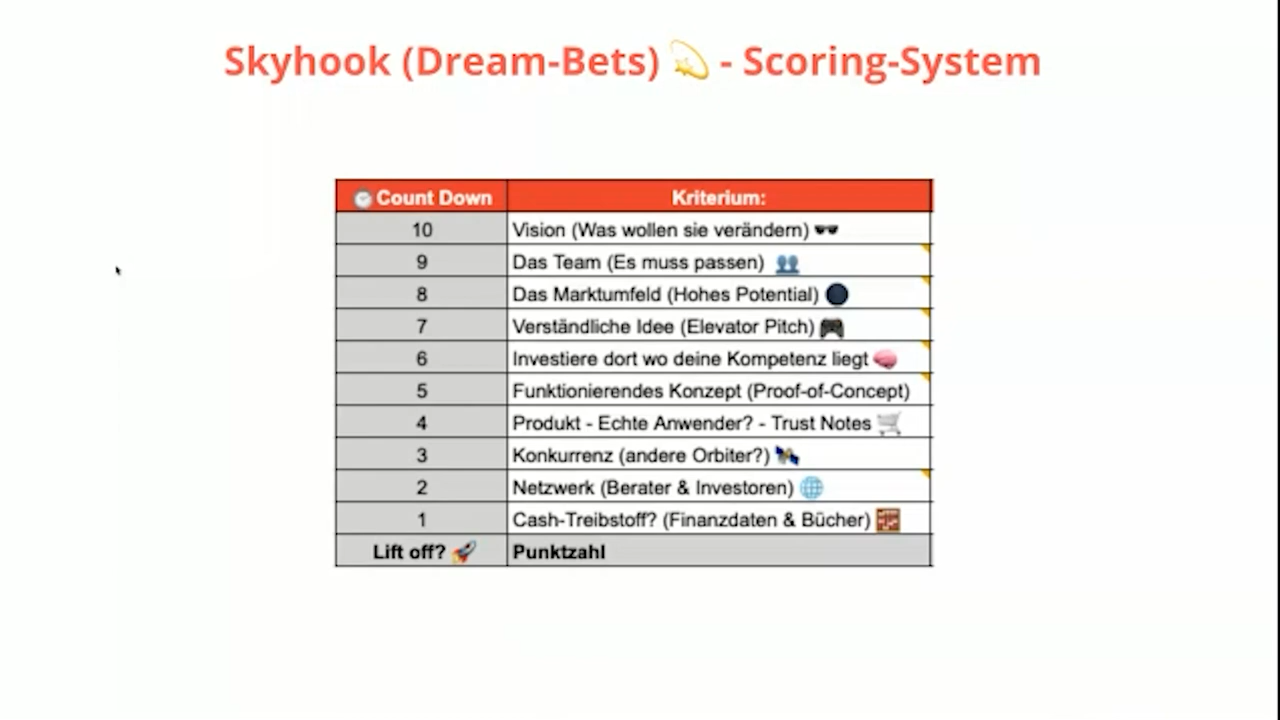 Skyhook (Dream-Bets) 💫 - Scoring-System
Count Down Kriterium:
10 Vision (Was wollen sie verändern) 🕶️
9 Das Team (Es muss passen) 👥
8 Das Marktumfeld (Hohes Potential) 🌑
7 Verständliche Idee (Elevator Pitch) 🎮
6 Investiere dort wo deine Kompetenz liegt 🧠
5 Funktionierendes Konzept (Proof-of-Concept)
4 Produkt - Echte Anwender? - Trust Notes 🛒
3 Konkurrenz (andere Orbiter?) 🛰️
2 Netzwerk (Berater & Investoren) 🌐
1 Cash-Treibstoff? (Finanzdaten & Bücher) 🧮
Lift off? 🚀 Punktzahl